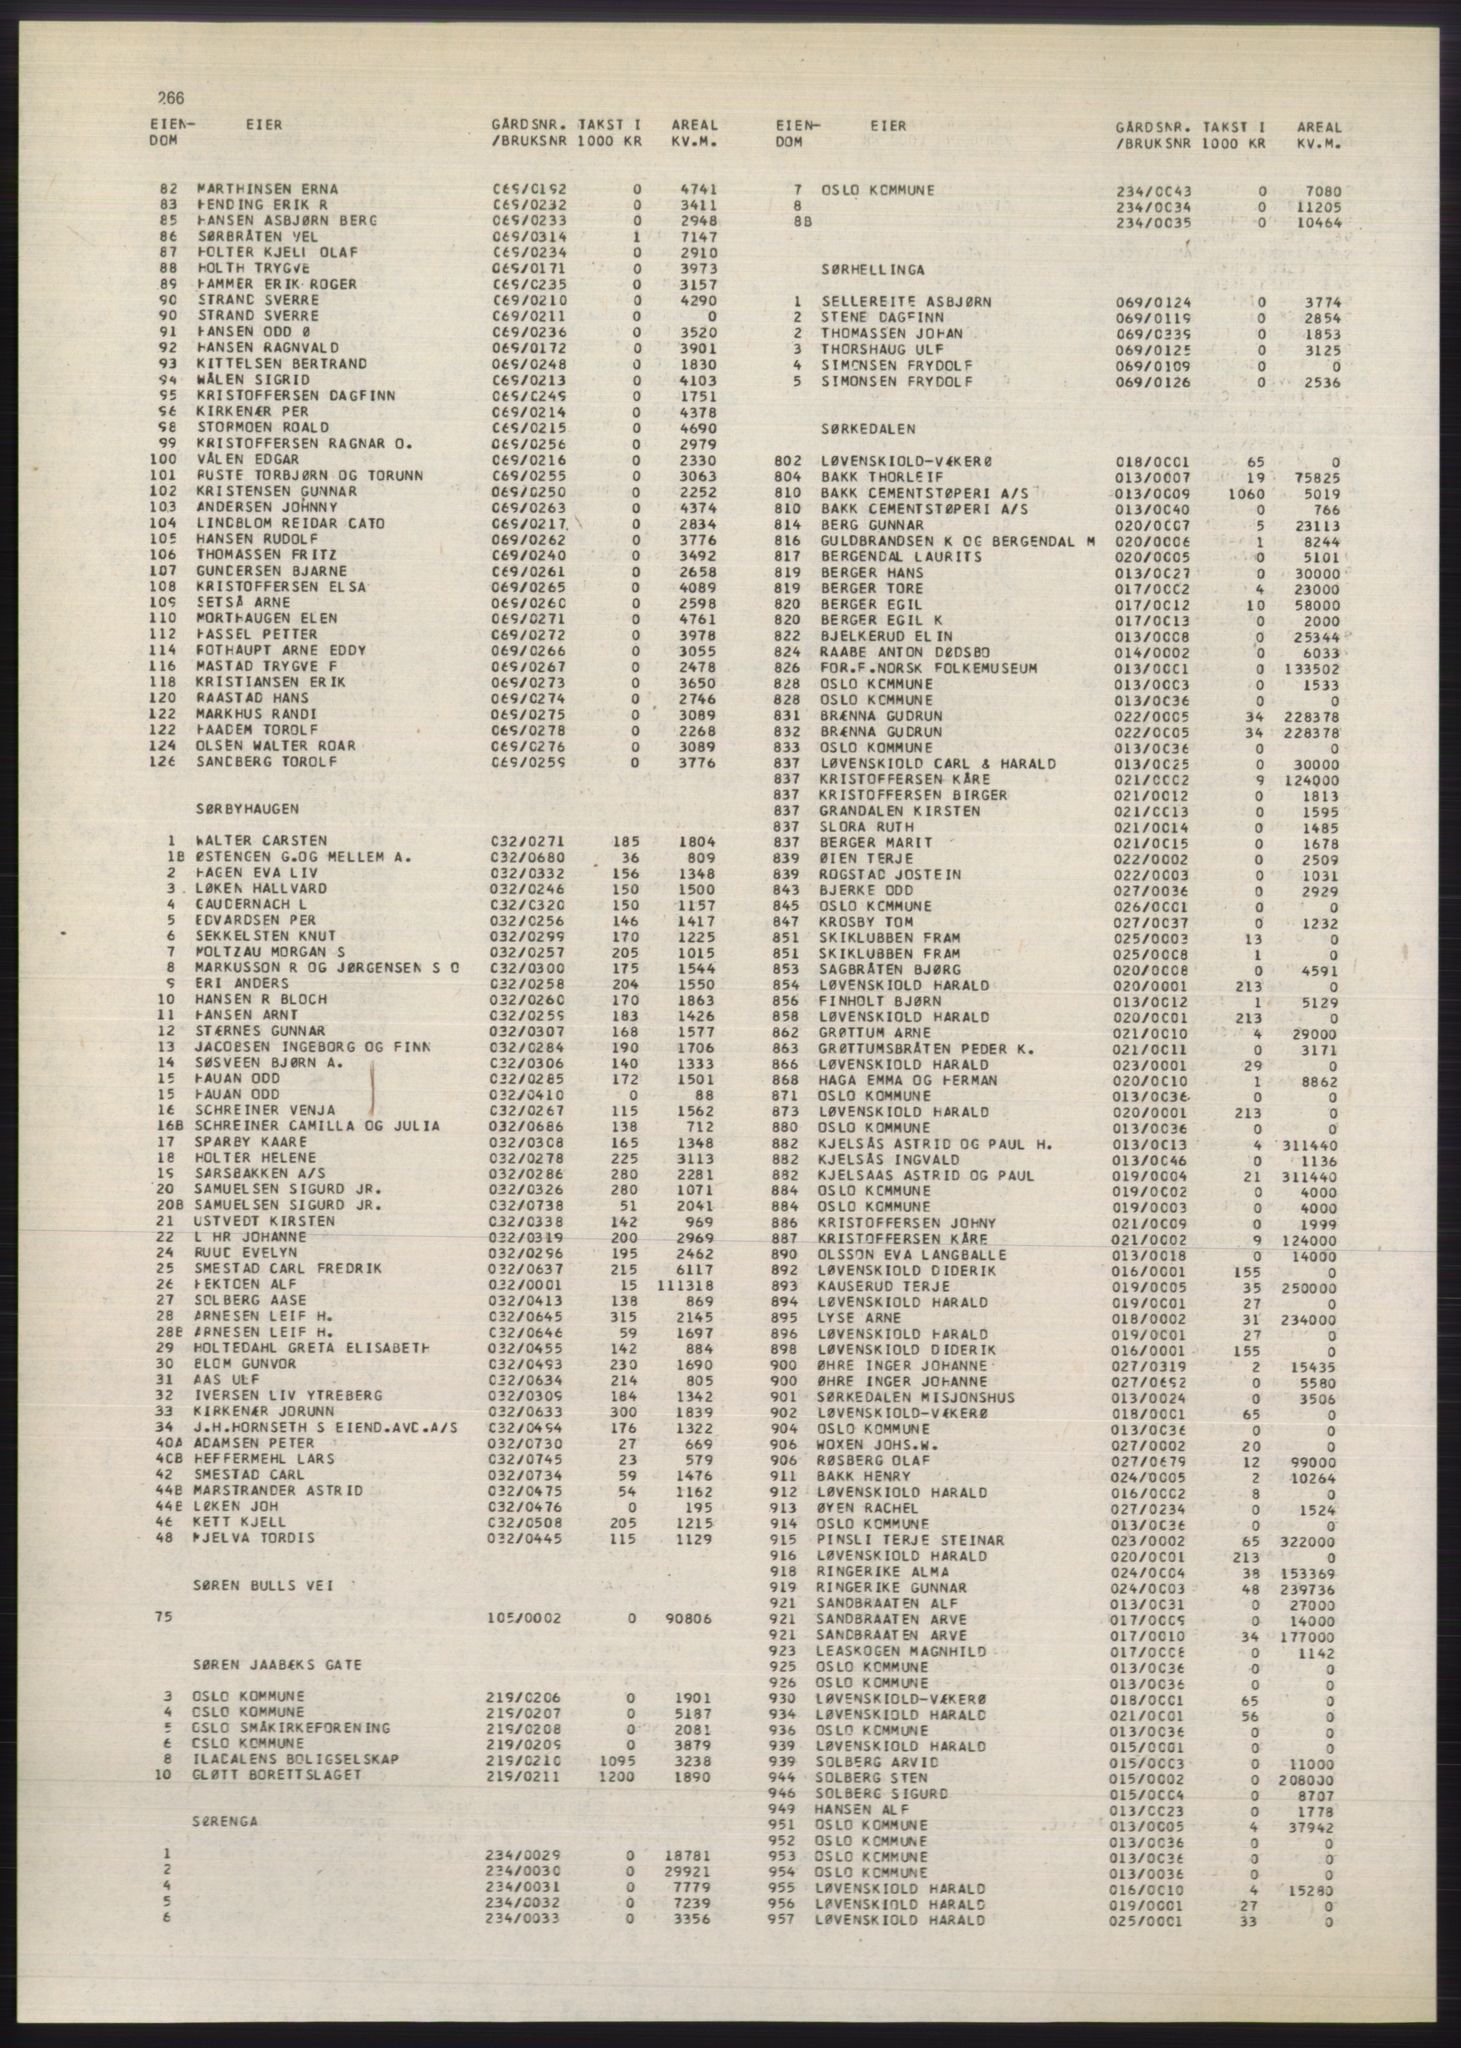 266
EIEN- EIER GÅRDSNR. TAKST I AREAL
DOM /BRUKSNR 1000 KR KV.M.
82 MARTHINSEN ERNA 069/0192 0 4741
83 HENDING ERIK R 069/0232 0 3411
85 HANSEN ASBJØRN BERG 069/0233 0 2948
86 SØRBRÅTEN VEL 069/0314 1 7147
87 HOLTER KJELL OLAF 069/0234 0 2910
88 HOLTH TRYGVE 069/0171 0 3973
89 HAMMER ERIK ROGER 069/0235 0 3157
90 STRAND SVERRE 069/0210 0 4290
90 STRAND SVERRE 069/0211 0 0
91 HANSEN ODD Ø 069/0236 0 3520
92 HANSEN RAGNVALD 069/0172 0 3901
93 KITTELSEN BERTRAND 069/0248 0 1830
94 WÅLEN SIGRID 069/0213 0 4103
95 KRISTOFFERSEN DAGFINN 069/0249 0 1751
96 KIRKENÆR PER 069/0214 0 4378
98 STORMOEN ROALD 069/0215 0 4690
99 KRISTOFFERSEN RAGNAR O. 069/0256 0 2979
100 VÅLEN EDGAR 069/0216 0 2330
101 RUSTE TORBJØRN OG TORUNN 069/0255 0 3063
102 KRISTENSEN GUNNAR 069/0250 0 2252
103 ANDERSEN JOHNNY 069/0263 0 4374
104 LINDBLOM REIDAR CATO 069/0217 0 2834
105 HANSEN RUDOLF 069/0262 0 3776
106 THOMASSEN FRITZ 069/0240 0 3492
107 GUNDERSEN BJARNE 069/0261 0 2658
108 KRISTOFFERSEN ELSA 069/0265 0 4089
109 SETSÅ ARNE 069/0260 0 2598
110 MORTHAUGEN ELEN 069/0271 0 4761
112 HASSEL PETTER 069/0272 0 3978
114 ROTHAUPT ARNE EDDY 069/0266 0 3055
116 MASTAD TRYGVE F 069/0267 0 2478
118 KRISTIANSEN ERIK 069/0273 0 3650
120 RAASTAD HANS 069/0274 0 2746
122 MARKHUS RANDI 069/0275 0 3089
122 HAADEM TOROLF 069/0278 0 2268
124 OLSEN WALTER ROAR 069/0276 0 3089
126 SANDBERG TOROLF 069/0259 0 3776
SØRBYHAUGEN
1 WALTER CARSTEN 032/0271 185 1804
1B ØSTENGEN G.OG MELLEM A. 032/0680 36 809
2 HAGEN EVA LIV 032/0332 156 1348
3 LØKEN HALLVARD 032/0246 150 1500
4 GAUDERNACH L 032/0320 150 1157
5 EDVARDSEN PER 032/0256 146 1417
6 SEKKELSTEN KNUT 032/0299 170 1225
7 MOLTZAU MORGAN S 032/0257 205 1015
8 MARKUSSON R OG JØRGENSEN S O 032/0300 175 1544
9 ERI ANDERS 032/0258 204 1550
10 HANSEN R BLOCH 032/0260 170 1863
11 HANSEN ARNT 032/0259 183 1426
12 STÆRNES GUNNAR 032/0307 168 1577
13 JACOBSEN INGEBORG OG FINN 032/0284 190 1706
14 SØSVEEN BJØRN A. 032/0306 140 1333
15 HAUAN ODD 032/0285 172 1501
15 HAUAN ODD 032/0410 0 88
16 SCHREINER VENJA 032/0267 115 1562
16B SCHREINER CAMILLA OG JULIA 032/0686 138 712
17 SPARBY KAARE 032/0308 165 1348
18 HOLTER HELENE 032/0278 225 3113
19 SARSBAKKEN A/S 032/0286 280 2281
20 SAMUELSEN SIGURD JR. 032/0326 280 1071
20B SAMUELSEN SIGURD JR. 032/0738 51 2041
21 USTVEDT KIRSTEN 032/0338 142 969
22 L HR JOHANNE 032/0319 200 2969
24 RUUD EVELYN 032/0296 195 2462
25 SMESTAD CARL FREDRIK 032/0637 215 6117
26 HEKTOEN ALF 032/0001 15 111318
27 SOLBERG AASE 032/0413 138 869
28 ARNESEN LEIF H. 032/0645 315 2145
28B ARNESEN LEIF H. 032/0646 59 1697
29 HOLTEDAHL GRETA ELISABETH 032/0455 142 884
30 BLOM GUNVOR 032/0493 230 1690
31 AAS ULF 032/0634 214 805
32 IVERSEN LIV YTREBERG 032/0309 184 1342
33 KIRKENÆR JORUNN 032/0633 300 1839
34 J.H.HORNSETH S EIEND.AVD.A/S 032/0494 176 1322
40A ADAMSEN PETER 032/0730 27 669
40B HEFFERMEHL LARS 032/0745 23 579
42 SMESTAD CARL 032/0734 59 1476
44B MARSTRANDER ASTRID 032/0475 54 1162
44B LØKEN JOH 032/0476 0 195
46 KETT KJELL 032/0508 205 1215
48 HJELVA TORDIS 032/0445 115 1129
SØREN BULLS VEI
75 105/0002 0 90806
SØREN JAABÆKS GATE
3 OSLO KOMMUNE 219/0206 0 1901
4 OSLO KOMMUNE 219/0207 0 5187
5 OSLO SMÅKIRKEFORENING 219/0208 0 2081
6 OSLO KOMMUNE 219/0209 0 3879
8 ILADALENS BOLIGSELSKAP 219/0210 1095 3238
10 GLØTT BORETTSLAGET 219/0211 1200 1890
SØRENGA
1 234/0029 0 18781
2 234/0030 0 29921
4 234/0031 0 7779
5 234/0032 0 7239
6 234/0033 0 3356
EIEN- EIER GÅRDSNR. TAKST I AREAL
DOM /BRUKSNR 1000 KR KV.M.
7 OSLO KOMMUNE 234/0043 0 7080
8 234/0034 0 11205
8B 234/0035 0 10464
SØRHELLINGA
1 SELLEREITE ASBJØRN 069/0124 0 3774
2 STENE DAGFINN 069/0119 0 2854
2 THOMASSEN JOHAN 069/0339 0 1853
3 THORSHAUG ULF 069/0125 0 3125
4 SIMONSEN FRYDOLF 069/0109 0 0
5 SIMONSEN FRYDOLF 069/0126 0 2536
SØRKEDALEN
802 LØVENSKIOLD-VÆKERØ 018/0001 65 0
804 BAKK THORLEIF 013/0007 19 75825
810 BAKK CEMENTSTØPERI A/S 013/0009 1060 5019
810 BAKK CEMENTSTØPERI A/S 013/0040 0 766
814 BERG GUNNAR 020/0007 5 23113
816 GULDBRANDSEN K OG BERGENDAL M 020/0006 1 8244
817 BERGENDAL LAURITS 020/0005 0 5101
819 BERGER HANS 013/0027 0 30000
819 BERGER TORE 017/0002 4 23000
820 BERGER EGIL 017/0012 10 58000
820 BERGER EGIL K 017/0013 0 2000
822 BJELKERUD ELIN 013/0008 0 25344
824 RAABE ANTON DØDSBO 014/0002 0 6033
826 FOR.F.NORSK FOLKEMUSEUM 013/0001 0 133502
828 OSLO KOMMUNE 013/0003 0 1533
828 OSLO KOMMUNE 013/0036 0 0
831 BRÆNNA GUDRUN 022/0005 34 228378
832 BRÆNNA GUDRUN 022/0005 34 228378
833 OSLO KOMMUNE 013/0036 0 0
837 LØVENSKIOLD CARL & HARALD 013/0025 0 30000
837 KRISTOFFERSEN KÅRE 021/0002 9 124000
837 KRISTOFFERSEN BIRGER 021/0012 0 1813
837 GRANDALEN KIRSTEN 021/0013 0 1595
837 SLORA RUTH 021/0014 0 1485
837 BERGER MARIT 021/0015 0 1678
839 ØIEN TERJE 022/0002 0 2509
839 ROGSTAD JOSTEIN 022/0003 0 1031
843 BJERKE ODD 027/0036 0 2929
845 OSLO KOMMUNE 026/0001 0 0
847 KROSBY TOM 027/0037 0 1232
851 SKIKLUBBEN FRAM 025/0003 13 0
851 SKIKLUBBEN FRAM 025/0008 1 0
853 SAGBRÅTEN BJØRG 020/0008 0 4591
854 LØVENSKIOLD HARALD 020/0001 213 0
856 FINHOLT BJØRN 013/0012 1 5129
858 LØVENSKIOLD HARALD 020/0001 213 0
862 GRØTTUM ARNE 021/0010 4 29000
863 GRØTTUMSBRÅTEN PEDER K. 021/0011 0 3171
866 LØVENSKIOLD HARALD 023/0001 29 0
868 HAGA EMMA OG HERMAN 020/0010 1 8862
871 OSLO KOMMUNE 013/0036 0 0
873 LØVENSKIOLD HARALD 020/0001 213 0
880 OSLO KOMMUNE 013/0036 0 0
882 KJELSÅS ASTRID OG PAUL H. 013/0013 4 311440
882 KJELSÅS INGVALD 013/0046 0 1136
882 KJELSAAS ASTRID OG PAUL 019/0004 21 311440
884 OSLO KOMMUNE 019/0002 0 4000
884 OSLO KOMMUNE 019/0003 0 4000
886 KRISTOFFERSEN JOHNY 021/0009 0 1999
887 KRISTOFFERSEN KÅRE 021/0002 9 124000
890 OLSSON EVA LANGBALLE 013/0018 0 14000
892 LØVENSKIOLD DIDERIK 016/0001 155 0
893 KAUSERUD TERJE 019/0005 35 250000
894 LØVENSKIOLD HARALD 019/0001 27 0
895 LYSE ARNE 018/0002 31 234000
896 LØVENSKIOLD HARALD 019/0001 27 0
898 LØVENSKIOLD DIDERIK 016/0001 155 0
900 ØHRE INGER JOHANNE 027/0319 2 15435
900 ØHRE INGER JOHANNE 027/0692 0 5580
901 SØRKEDALEN MISJONSHUS 013/0024 0 3506
902 LØVENSKIOLD-VÆKERØ 018/0001 65 0
904 OSLO KOMMUNE 013/0036 0 0
906 WOXEN JOHS.W. 027/0002 20 0
906 RØSBERG OLAF 027/0679 12 99000
911 BAKK HENRY 024/0005 2 10264
912 LØVENSKIOLD HARALD 016/0002 8 0
913 ØYEN RACHEL 027/0234 0 1524
914 OSLO KOMMUNE 013/0036 0 0
915 PINSLI TERJE STEINAR 023/0002 65 322000
916 LØVENSKIOLD HARALD 020/0001 213 0
918 RINGERIKE ALMA 024/0004 38 153369
919 RINGERIKE GUNNAR 024/0003 48 239736
921 SANDBRAATEN ALF 013/0031 0 27000
921 SANDBRAATEN ARVE 017/0009 0 14000
921 SANDBRAATEN ARVE 017/0010 34 177000
923 LEASKOGEN MAGNHILD 017/0008 0 1142
925 OSLO KOMMUNE 013/0036 0 0
926 OSLO KOMMUNE 013/0036 0 0
930 LØVENSKIOLD-VÆKERØ 018/0001 65 0
934 LØVENSKIOLD HARALD 021/0001 56 0
936 OSLO KOMMUNE 013/0036 0 0
939 LØVENSKIOLD HARALD 015/0001 0 0
939 SOLBERG ARVID 015/0003 0 11000
944 SOLBERG STEN 015/0002 0 208000
946 SOLBERG SIGURD 015/0004 0 8707
949 HANSEN ALF 013/0023 0 1778
951 OSLO KOMMUNE 013/0005 4 37942
952 OSLO KOMMUNE 013/0036 0 0
953 OSLO KOMMUNE 013/0036 0 0
954 OSLO KOMMUNE 013/0036 0 0
955 LØVENSKIOLD HARALD 016/0010 4 15280
956 LØVENSKIOLD HARALD 019/0001 27 0
957 LØVENSKIOLD HARALD 025/0001 33 0